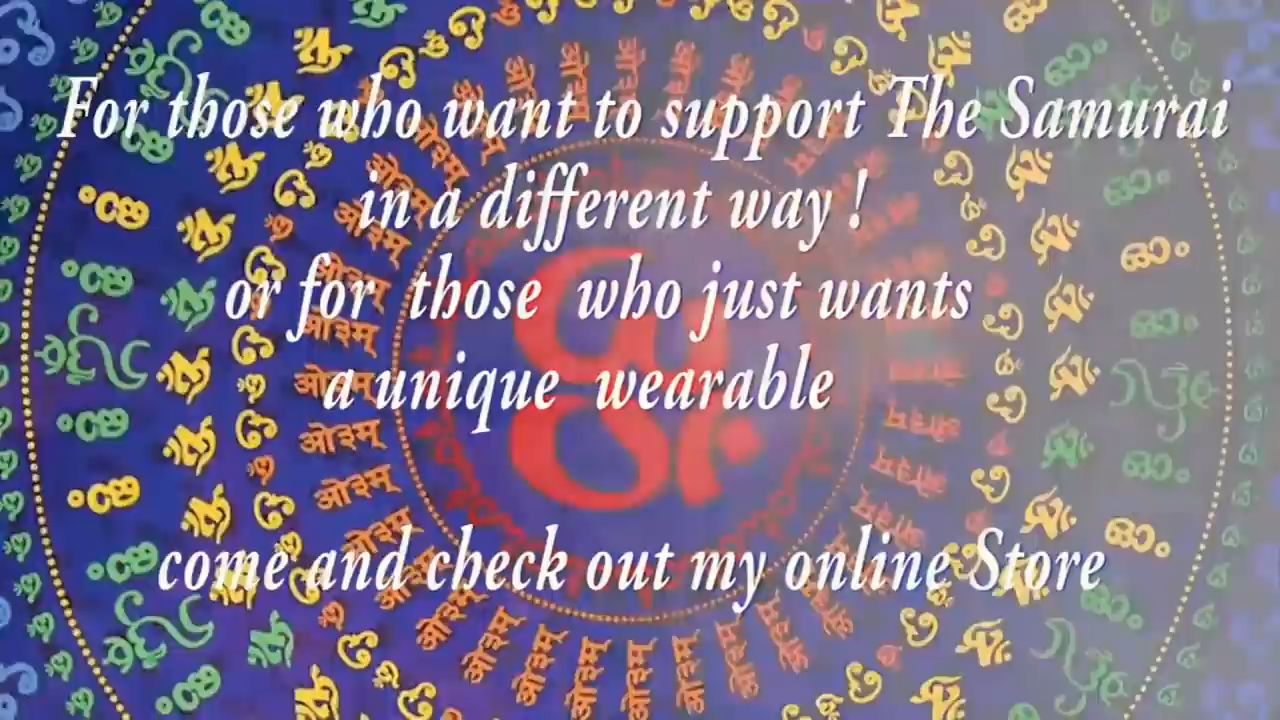 For those who want to support The Samurai
in a different way !
or for those who just wants
a unique wearable
come and check out my online Store
ओ३म्